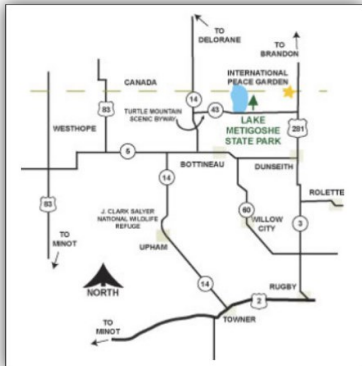 TO
DELORANE
TO
BRANDON
INTERNATIONAL
PEACE GARDEN
CANADA
14
43
83
TURTLE MOUNTAIN
SCENIC BYWAY
LAKE
METIGOSHE
STATE PARK
281
WESTHOPE
5
BOTTINEAU
DUNSEITH
14
ROLETTE
83
J. CLARK SALYER
NATIONAL WILDLIFE
REFUGE
60
WILLOW
CITY
3
UPHAM
TO
MINOT
NORTH
14
RUGBY
2
TOWNER
TO
MINOT